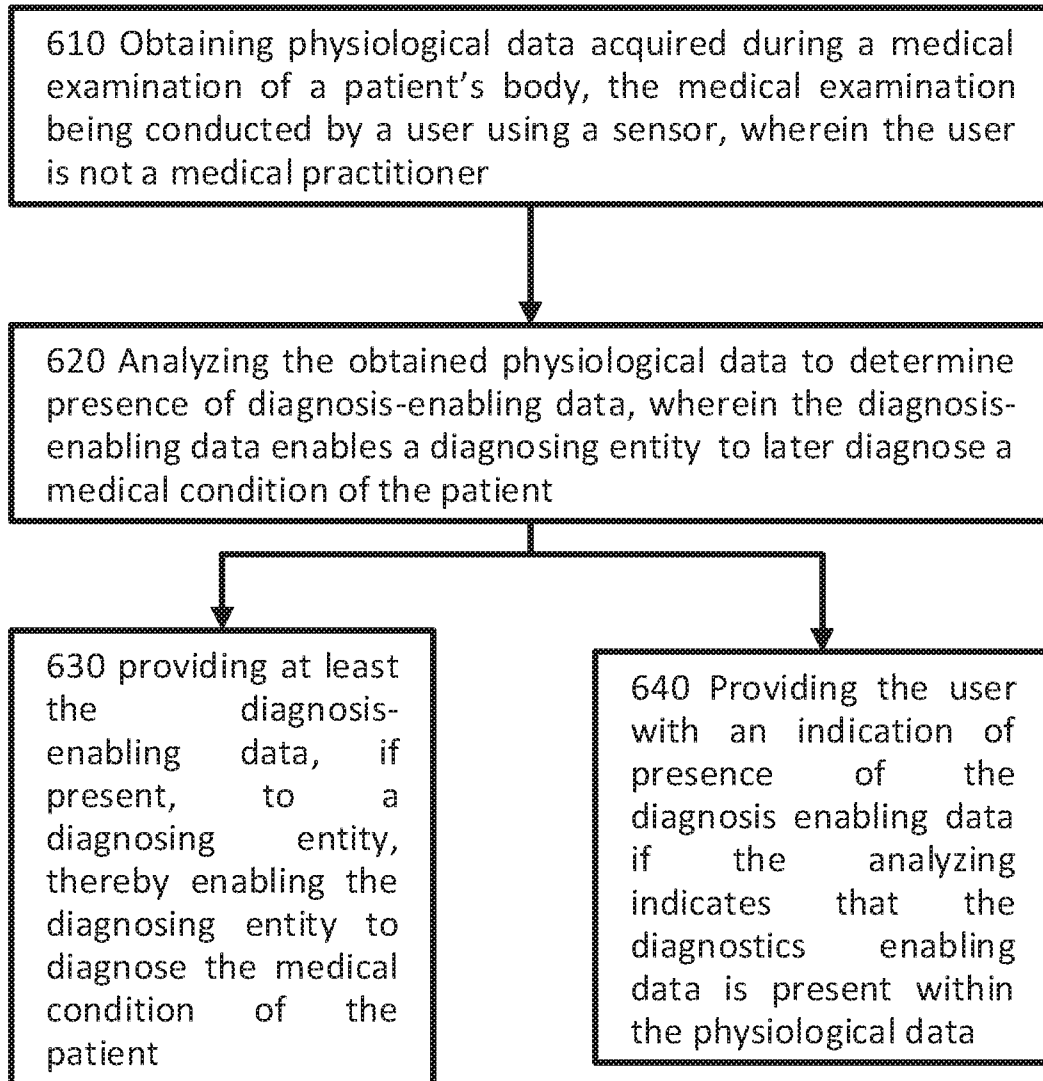 610 Obtaining physiological data acquired during a medical
examination of a patient's body, the medical examination
being conducted by a user using a sensor, wherein the user
is not a medical practitioner
620 Analyzing the obtained physiological data to determine
presence of diagnosis-enabling data, wherein the diagnosis-
enabling data enables a diagnosing entity to later diagnose a
medical condition of the patient
630 providing at least
the diagnosis-
enabling data, if
present, to a
diagnosing entity,
thereby enabling the
diagnosing entity to
diagnose the medical
condition of the
patient
640 Providing the user
with an indication of
presence of the
diagnosis enabling data
if the analyzing
indicates that the
diagnostics enabling
data is present within
the physiological data